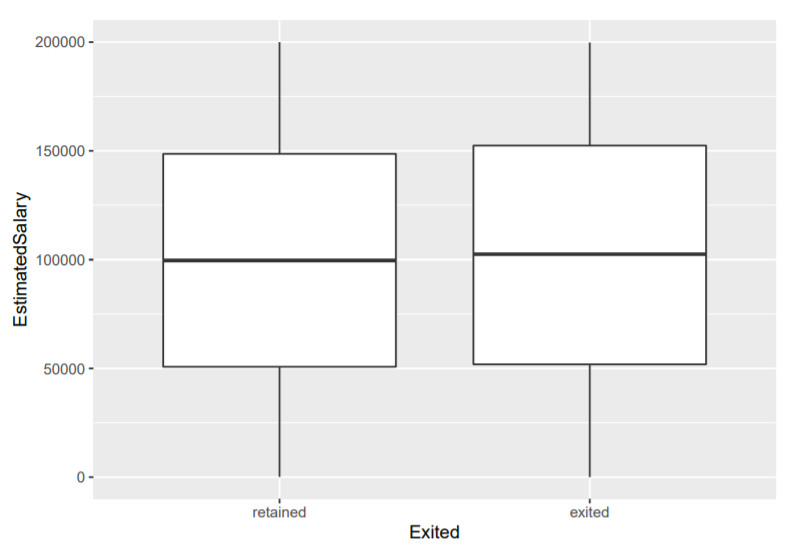 200000
150000
100000
50000
0
EstimatedSalary
retained exited
Exited